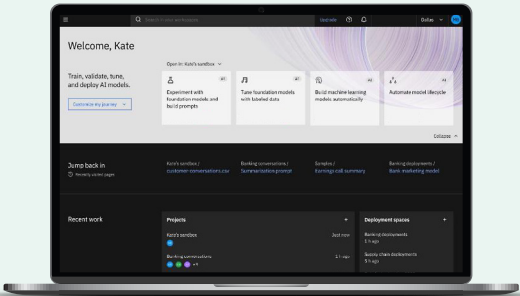 Search in your workspaces
Upgrade
Dallas
Welcome, Kate
Train, validate, tune,
and deploy AI models.
Customize my journey
Open in: Kate's sandbox
Experiment with
foundation models and
build prompts
Tune foundation models
with labeled data
Build machine learning
models automatically
Automate model lifecycle
Collapse
Jump back in
Recently visited pages
Kate's sandbox /
customer-conversations.csv
Banking conversations /
Summarization prompt
Samples /
Earnings call summary
Banking deployments /
Bank marketing model
Recent work
Projects
Kate's sandbox
Just now
Banking conversations
1 h ago
Deployment spaces
Banking deployments
1 h ago
Supply chain deployments
5 h ago